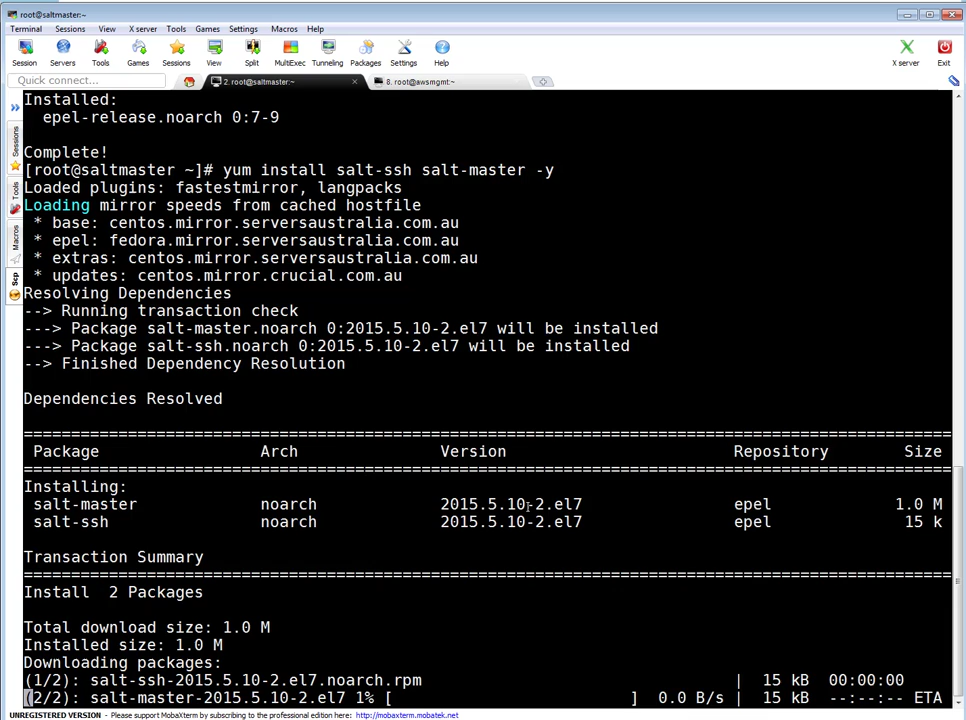 root@saltmaster:~
Terminal Sessions View X server Tools Games Settings Macros Help
Session Servers Tools Games Sessions View Split MultiExec Tunneling Packages Settings Help X server Exit
Quick connect... 2. root@saltmaster:~ 8. root@awsmgmt:~
Sessions
Tools
Macros
Scp
Installed:
epel-release.noarch 0:7-9
Complete!
[root@saltmaster ~]# yum install salt-ssh salt-master -y
Loaded plugins: fastestmirror, langpacks
Loading mirror speeds from cached hostfile
* base: centos.mirror.serversaustralia.com.au
* epel: fedora.mirror.serversaustralia.com.au
* extras: centos.mirror.serversaustralia.com.au
* updates: centos.mirror.crucial.com.au
Resolving Dependencies
--> Running transaction check
---> Package salt-master.noarch 0:2015.5.10-2.el7 will be installed
---> Package salt-ssh.noarch 0:2015.5.10-2.el7 will be installed
--> Finished Dependency Resolution
Dependencies Resolved
Package Arch Version Repository Size
Installing:
salt-master noarch 2015.5.10-2.el7 epel 1.0 M
salt-ssh noarch 2015.5.10-2.el7 epel 15 k
Transaction Summary
Install 2 Packages
Total download size: 1.0 M
Installed size: 1.0 M
Downloading packages:
(1/2): salt-ssh-2015.5.10-2.el7.noarch.rpm | 15 kB 00:00:00
(2/2): salt-master-2015.5.10-2.el7 1% [ ] 0.0 B/s | 15 kB --:--:-- ETA
UNREGISTERED VERSION - Please support MobaXterm by subscribing to the professional edition here: http://mobaxterm.mobatek.net